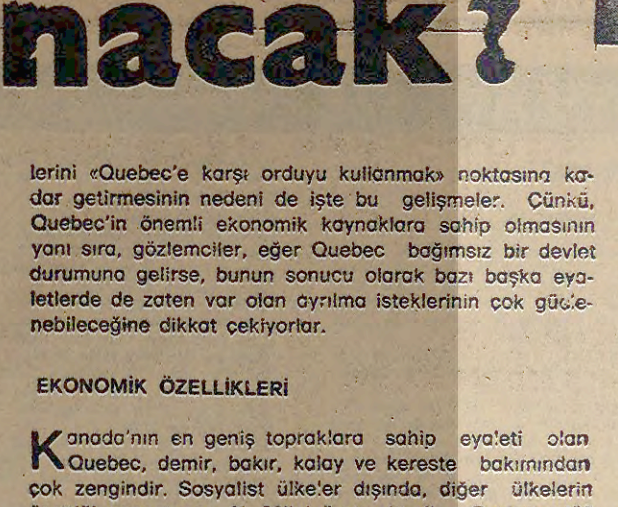 nacak?
lerini «Quebec'e karşı orduyu kullanmak» noktasına ka-
dar getirmesinin nedeni de işte bu gelişmeler. Çünkü,
Quebec'in önemli ekonomik kaynaklara sahip olmasının
yanı sıra, gözlemciler, eğer Quebec bağımsız bir devlet
durumuna gelirse, bunun sonucu olarak bazı başka eya-
letlerde de zaten var olan ayrılma isteklerinin çok güçle-
nebileceğine dikkat çekiyorlar.
EKONOMİK ÖZELLİKLERİ
Kanada'nın en geniş topraklara sahip eyaleti olan
Quebec, demir, bakır, kalay ve kereste bakımından
çok zengindir. Sosyalist ülkeler dışında, diğer ülkelerin